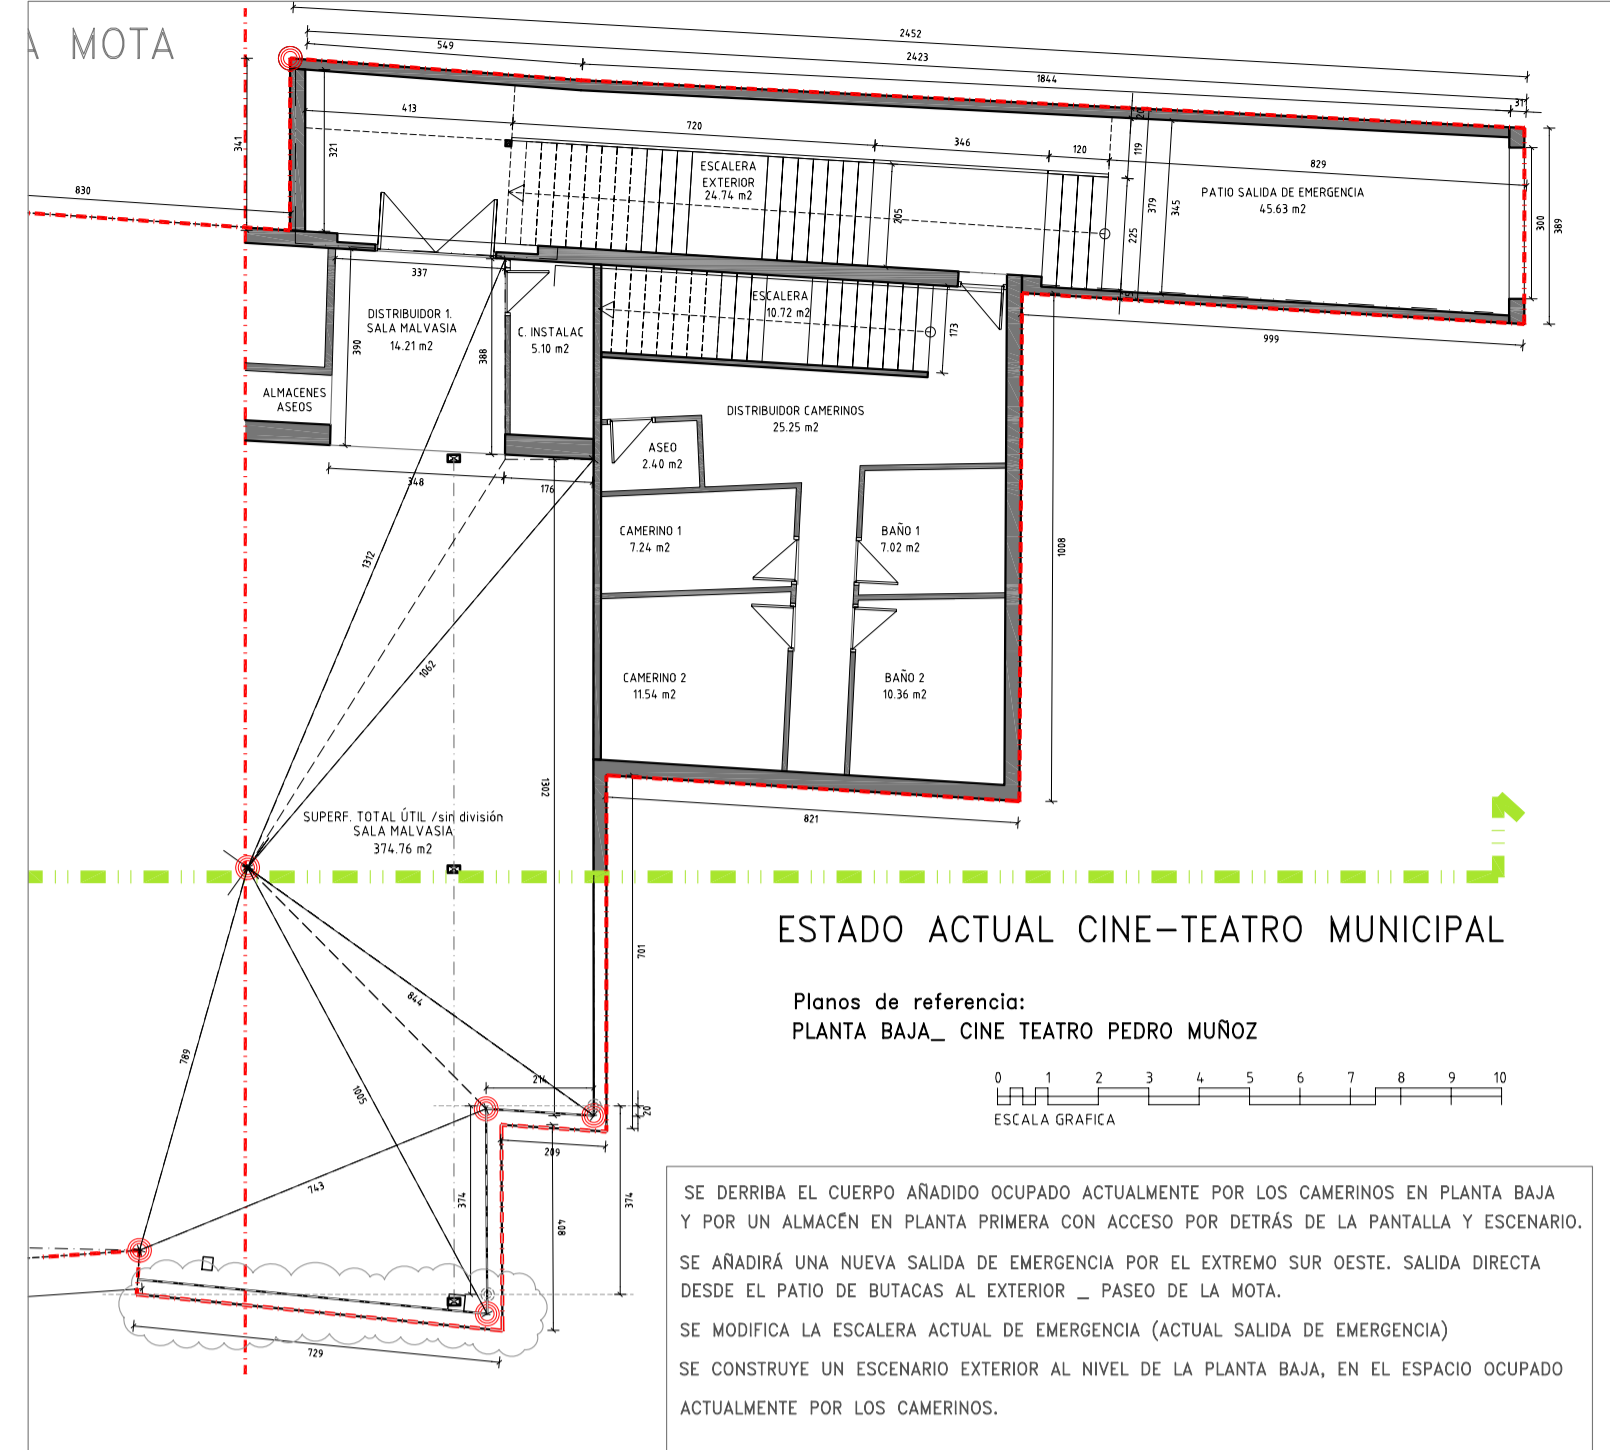 A MOTA
2452
2423
549
1844
31
413
720
346
120
829
20
119
341
321
830
ESCALERA
EXTERIOR
24.74 m2
PATIO SALIDA DE EMERGENCIA
45.63 m2
205
379
345
225
300
389
337
DISTRIBUIDOR 1.
SALA MALVASIA
14.21 m2
390
388
C. INSTALAC
5.10 m2
ESCALERA
10.72 m2
173
999
ALMACENES
ASEOS
DISTRIBUIDOR CAMERINOS
25.25 m2
ASEO
2.40 m2
348
176
CAMERINO 1
7.24 m2
BAÑO 1
7.02 m2
1312
1008
1062
CAMERINO 2
11.54 m2
BAÑO 2
10.36 m2
1302
821
SUPERF. TOTAL ÚTIL /sin división
SALA MALVASIA
374.76 m2
ESTADO ACTUAL CINE-TEATRO MUNICIPAL
701
844
789
1005
Planos de referencia:
PLANTA BAJA_ CINE TEATRO PEDRO MUÑOZ
0 1 2 3 4 5 6 7 8 9 10
ESCALA GRAFICA
214
20
209
743
374
408
374
729
SE DERRIBA EL CUERPO AÑADIDO OCUPADO ACTUALMENTE POR LOS CAMERINOS EN PLANTA BAJA
Y POR UN ALMACÉN EN PLANTA PRIMERA CON ACCESO POR DETRÁS DE LA PANTALLA Y ESCENARIO.
SE AÑADIRÁ UNA NUEVA SALIDA DE EMERGENCIA POR EL EXTREMO SUR OESTE. SALIDA DIRECTA
DESDE EL PATIO DE BUTACAS AL EXTERIOR _ PASEO DE LA MOTA.
SE MODIFICA LA ESCALERA ACTUAL DE EMERGENCIA (ACTUAL SALIDA DE EMERGENCIA)
SE CONSTRUYE UN ESCENARIO EXTERIOR AL NIVEL DE LA PLANTA BAJA, EN EL ESPACIO OCUPADO
ACTUALMENTE POR LOS CAMERINOS.